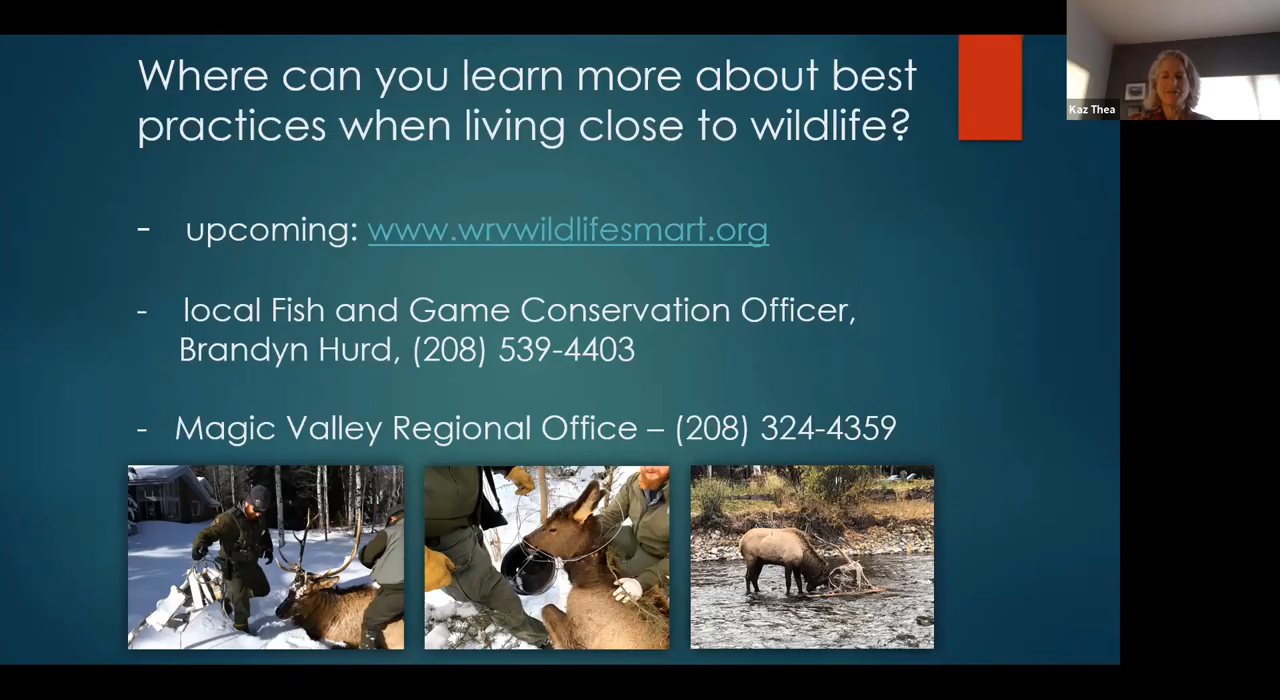 Where can you learn more about best
practices when living close to wildlife?
Kaz Thea
- upcoming: www.wrvwildlifesmart.org
- local Fish and Game Conservation Officer,
Brandyn Hurd, (208) 539-4403
- Magic Valley Regional Office – (208) 324-4359